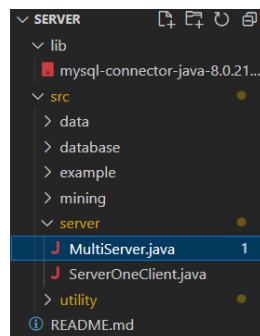 SERVER
lib
mysql-connector-java-8.0.21...
src
data
database
example
mining
server
J MultiServer.java 1
J ServerOneClient.java
utility
README.md